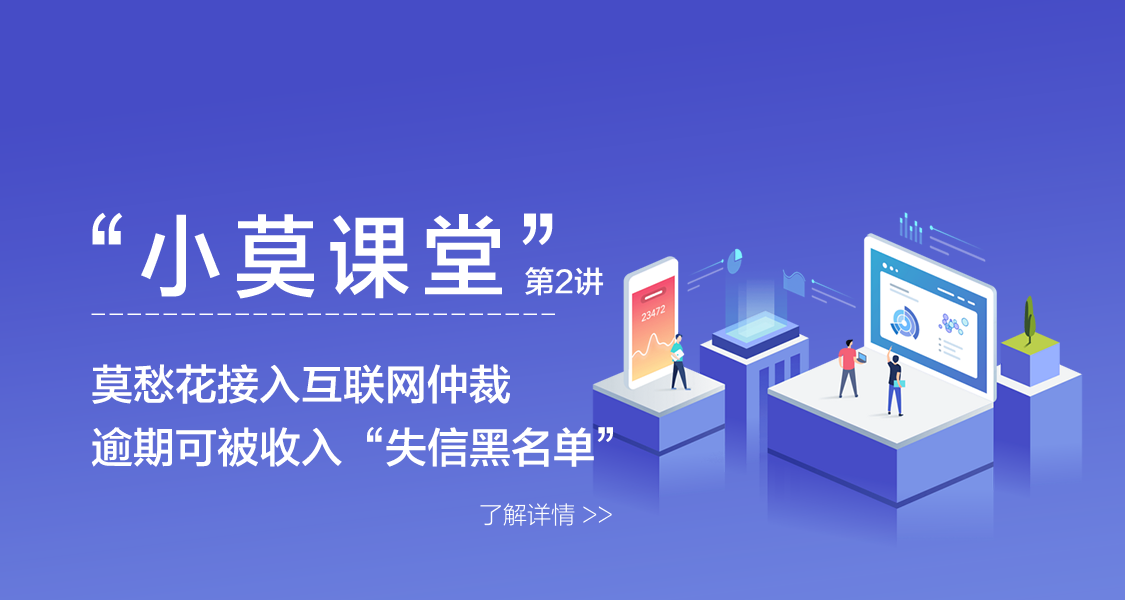 “小莫课堂”
第2讲
莫愁花接入互联网仲裁
逾期可被收入“失信黑名单”
了解详情 >>
23472